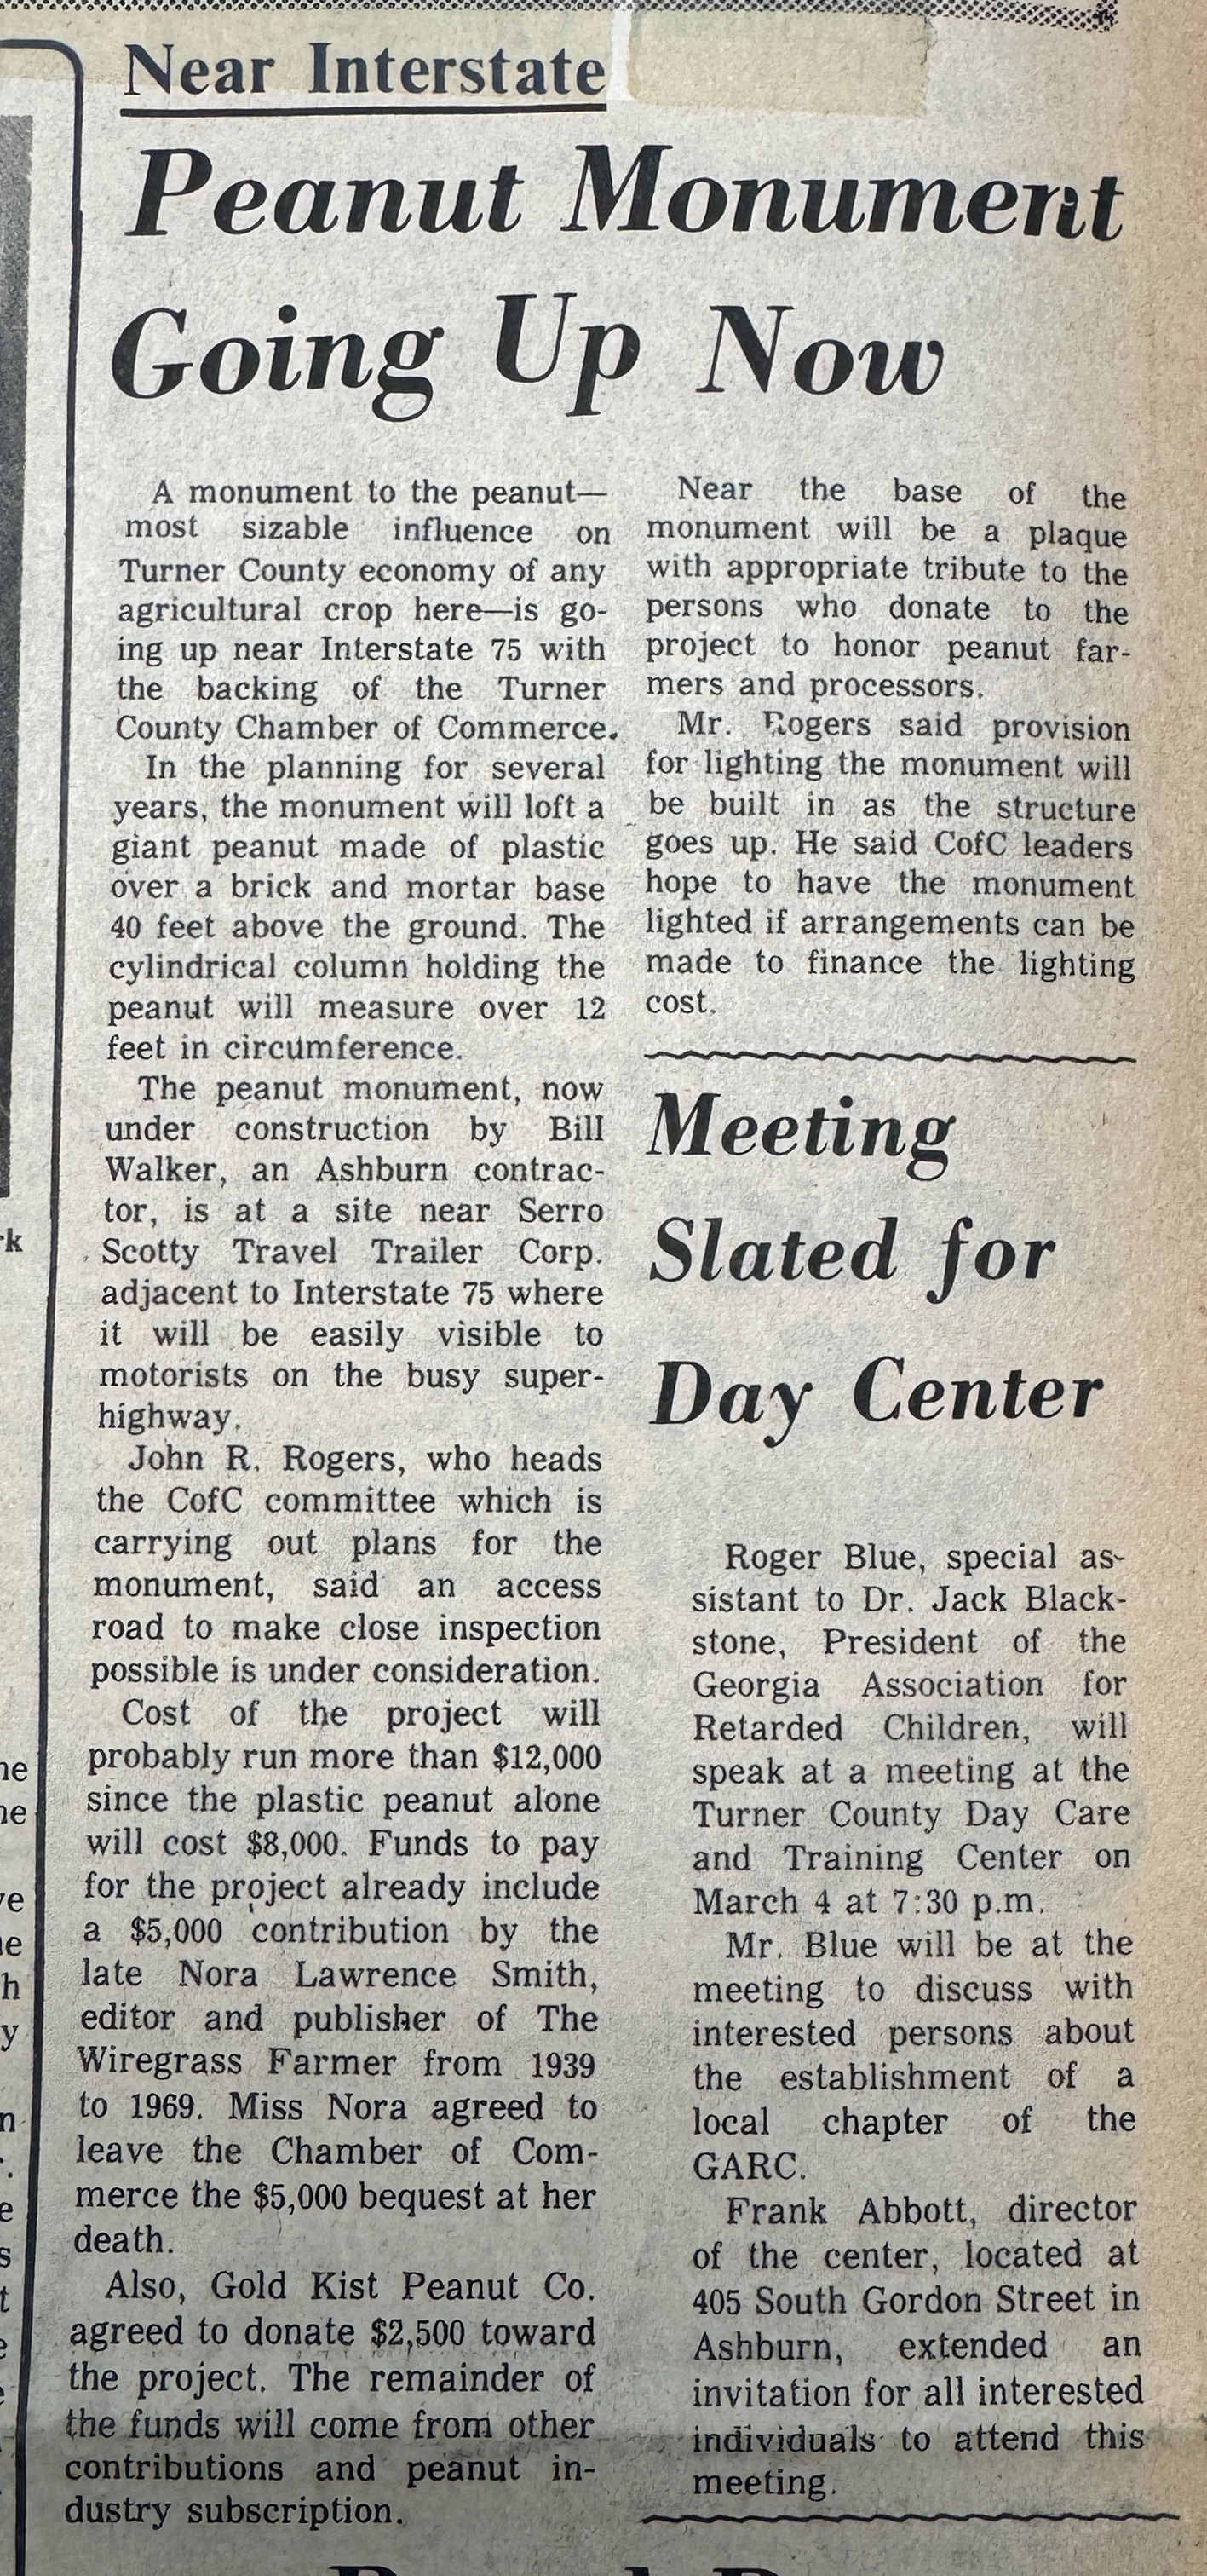 Near Interstate
Peanut Monument
Going Up Now
A monument to the peanut—
most sizable influence on
Turner County economy of any
agricultural crop here—is go-
ing up near Interstate 75 with
the backing of the Turner
County Chamber of Commerce.
In the planning for several
years, the monument will loft a
giant peanut made of plastic
over a brick and mortar base
40 feet above the ground. The
cylindrical column holding the
peanut will measure over 12
feet in circumference.
The peanut monument, now
under construction by Bill
Walker, an Ashburn contrac-
tor, is at a site near Serro
Scotty Travel Trailer Corp.
adjacent to Interstate 75 where
it will be easily visible to
motorists on the busy super-
highway.
John R. Rogers, who heads
the CofC committee which is
carrying out plans for the
monument, said an access
road to make close inspection
possible is under consideration.
Cost of the project will
probably run more than $12,000
since the plastic peanut alone
will cost $8,000. Funds to pay
for the project already include
a $5,000 contribution by the
late Nora Lawrence Smith,
editor and publisher of The
Wiregrass Farmer from 1939
to 1969. Miss Nora agreed to
leave the Chamber of Com-
merce the $5,000 bequest at her
death.
Also, Gold Kist Peanut Co.
agreed to donate $2,500 toward
the project. The remainder of
the funds will come from other
contributions and peanut in-
dustry subscription.
Near the base of the
monument will be a plaque
with appropriate tribute to the
persons who donate to the
project to honor peanut far-
mers and processors.
Mr. Rogers said provision
for lighting the monument will
be built in as the structure
goes up. He said CofC leaders
hope to have the monument
lighted if arrangements can be
made to finance the lighting
cost.
Meeting
Slated for
Day Center
Roger Blue, special as-
sistant to Dr. Jack Black-
stone, President of the
Georgia Association for
Retarded Children, will
speak at a meeting at the
Turner County Day Care
and Training Center on
March 4 at 7:30 p.m.
Mr. Blue will be at the
meeting to discuss with
interested persons about
the establishment of a
local chapter of the
GARC.
Frank Abbott, director
of the center, located at
405 South Gordon Street in
Ashburn, extended an
invitation for all interested
individuals to attend this
meeting.